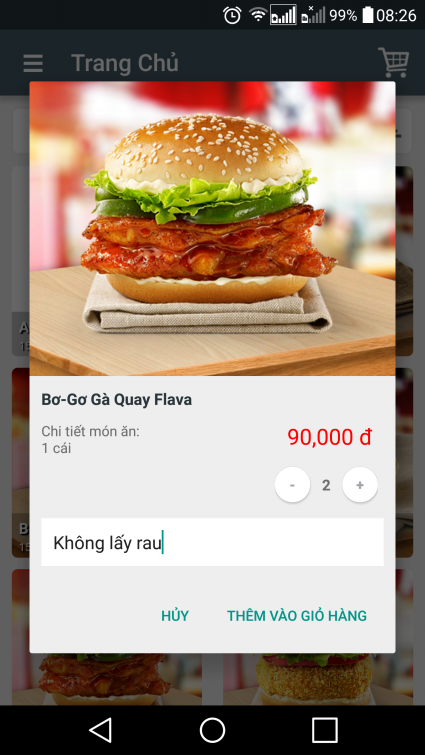 99% 08:26
Trang Chủ
Bơ-Gơ Gà Quay Flava
Chi tiết món ăn:
1 cái
90,000 đ
- 2 +
Không lấy rau
HỦY THÊM VÀO GIỎ HÀNG